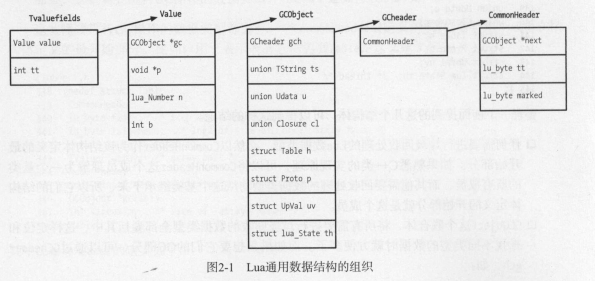 Tvaluefields
Value value
int tt
Value
GCObject *gc
void *p
lua_Number n
int b
GCObject
GCheader gch
union TString ts
union Udata u
union Closure cl
struct Table h
struct Proto p
struct UpVal uv
struct lua_State th
GCheader
CommonHeader
CommonHeader
GCObject *next
lu_byte tt
lu_byte marked
图2-1 Lua通用数据结构的组织